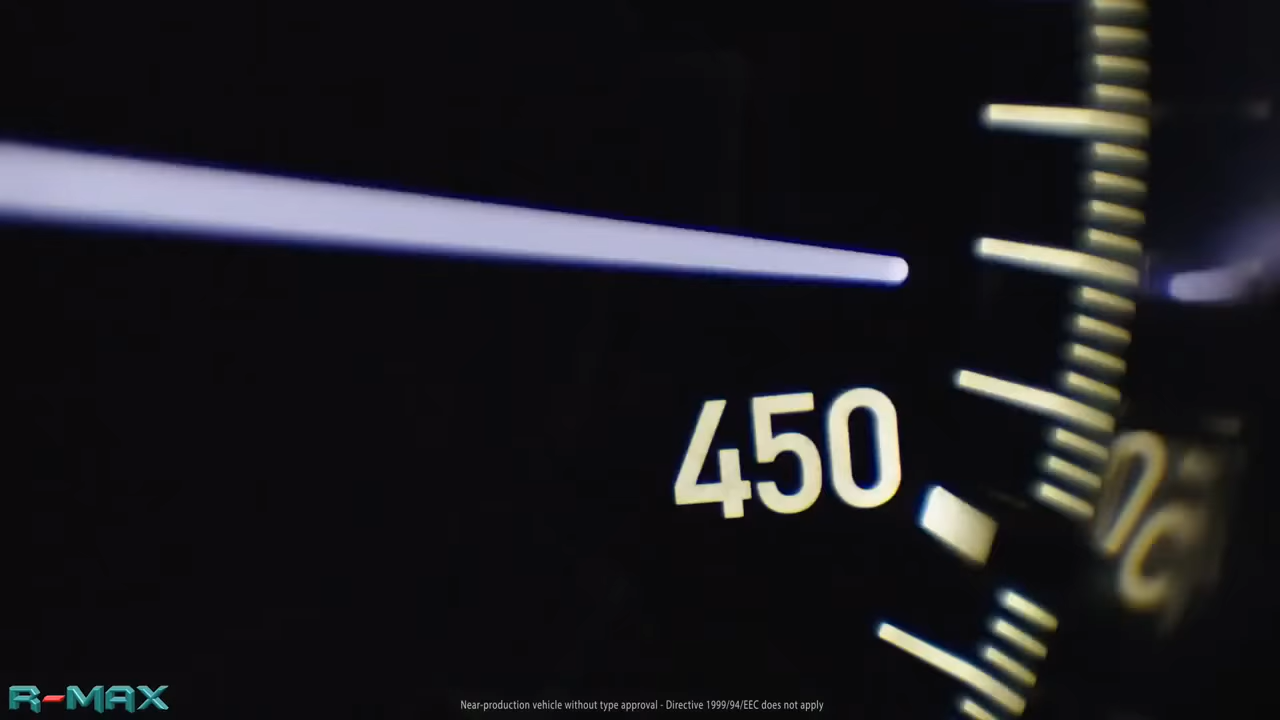 450
R-MAX
Near-production vehicle without type approval - Directive 1999/94/EEC does not apply